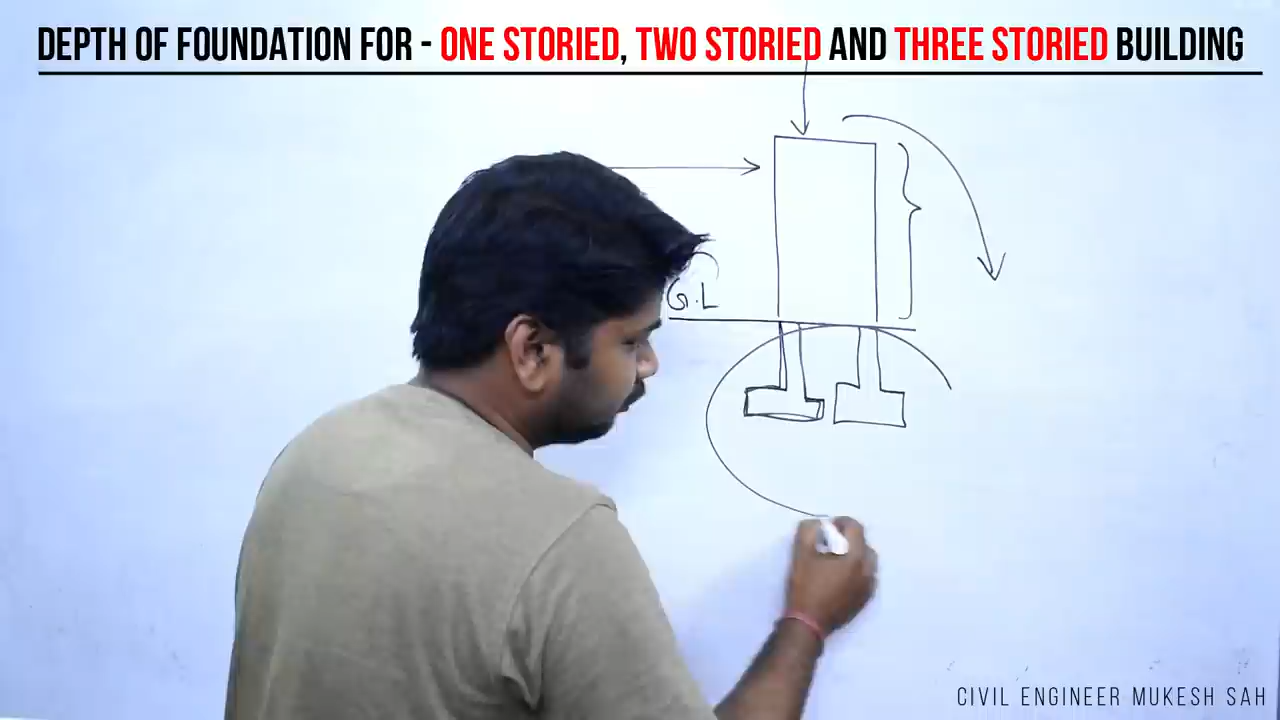 DEPTH OF FOUNDATION FOR - ONE STORIED, TWO STORIED AND THREE STORIED BUILDING
G.L
CIVIL ENGINEER MUKESH SAH